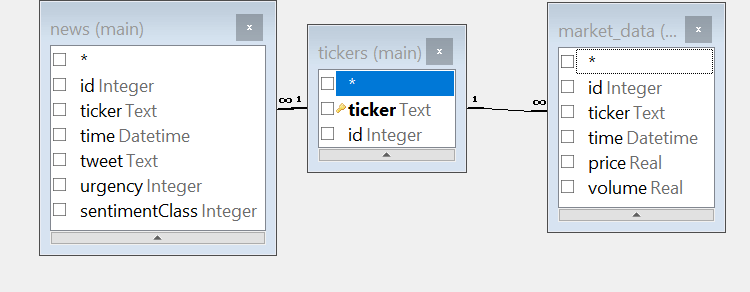 news (main) x
*
id Integer
ticker Text
time Datetime
tweet Text
urgency Integer
sentimentClass Integer
∞ 1
tickers (main) x
*
ticker Text
id Integer
1 ∞
market_data (... x
*
id Integer
ticker Text
time Datetime
price Real
volume Real